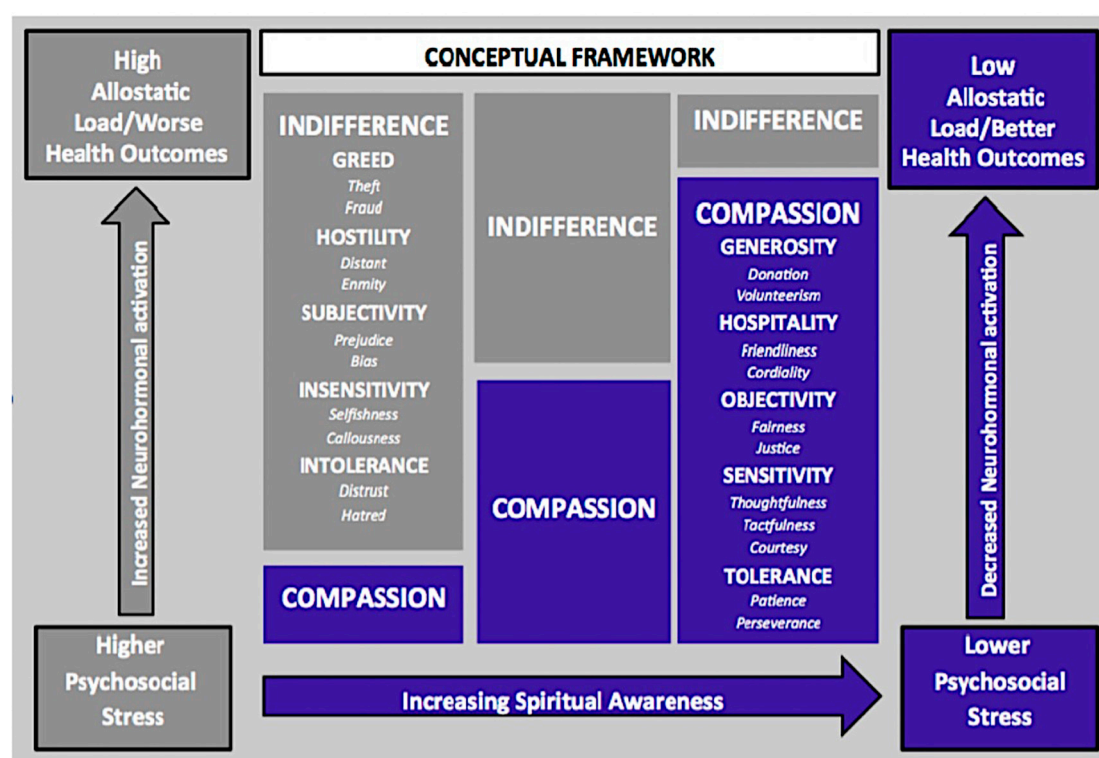 CONCEPTUAL FRAMEWORK
High
Allostatic
Load/Worse
Health Outcomes
Increased Neurohormonal activation
Higher
Psychosocial
Stress
INDIFFERENCE
GREED
Theft
Fraud
HOSTILITY
Distant
Enmity
SUBJECTIVITY
Prejudice
Bias
INSENSITIVITY
Selfishness
Callousness
INTOLERANCE
Distrust
Hatred
COMPASSION
INDIFFERENCE
COMPASSION
INDIFFERENCE
COMPASSION
GENEROSITY
Donation
Volunteerism
HOSPITALITY
Friendliness
Cordiality
OBJECTIVITY
Fairness
Justice
SENSITIVITY
Thoughtfulness
Tactfulness
Courtesy
TOLERANCE
Patience
Perseverance
Increasing Spiritual Awareness
Low
Allostatic
Load/Better
Health Outcomes
Decreased Neurohormonal activation
Lower
Psychosocial
Stress